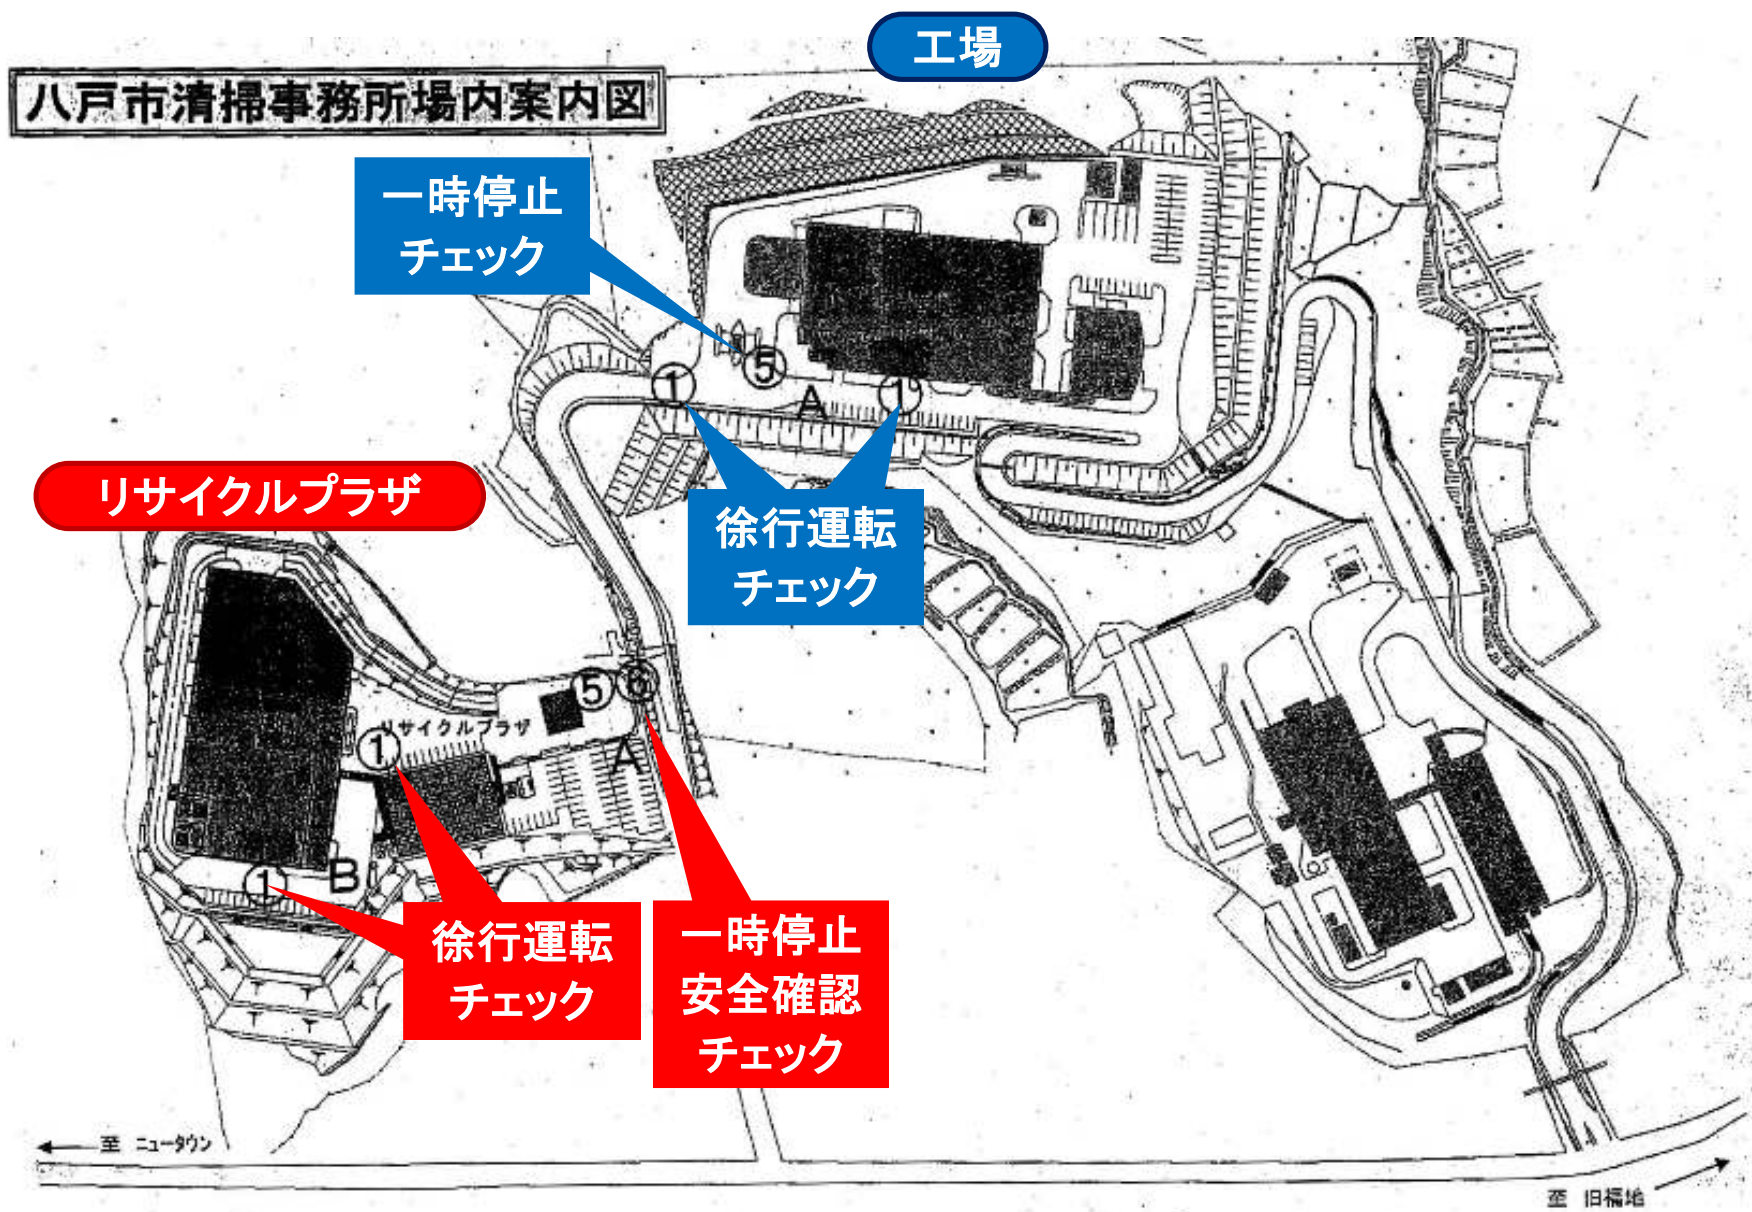 工場
八戸市清掃事務所場内案内図
一時停止
チェック
⑤
①
A
①
徐行運転
チェック
リサイクルプラザ
⑤
⑥
リサイクルプラザ
①
A
B
①
徐行運転
チェック
一時停止
安全確認
チェック
至 ニュータウン
至 旧福地